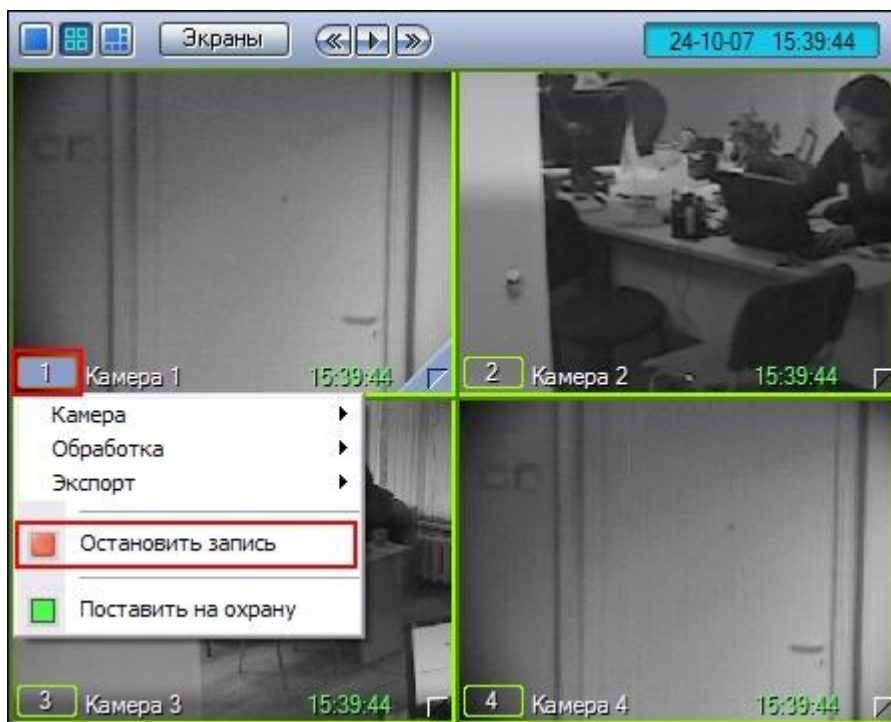 Экраны
24-10-07 15:39:44
1 Камера 1 15:39:44
2 Камера 2 15:39:44
Камера
Обработка
Экспорт
Остановить запись
Поставить на охрану
3 Камера 3 15:39:44
4 Камера 4 15:39:44